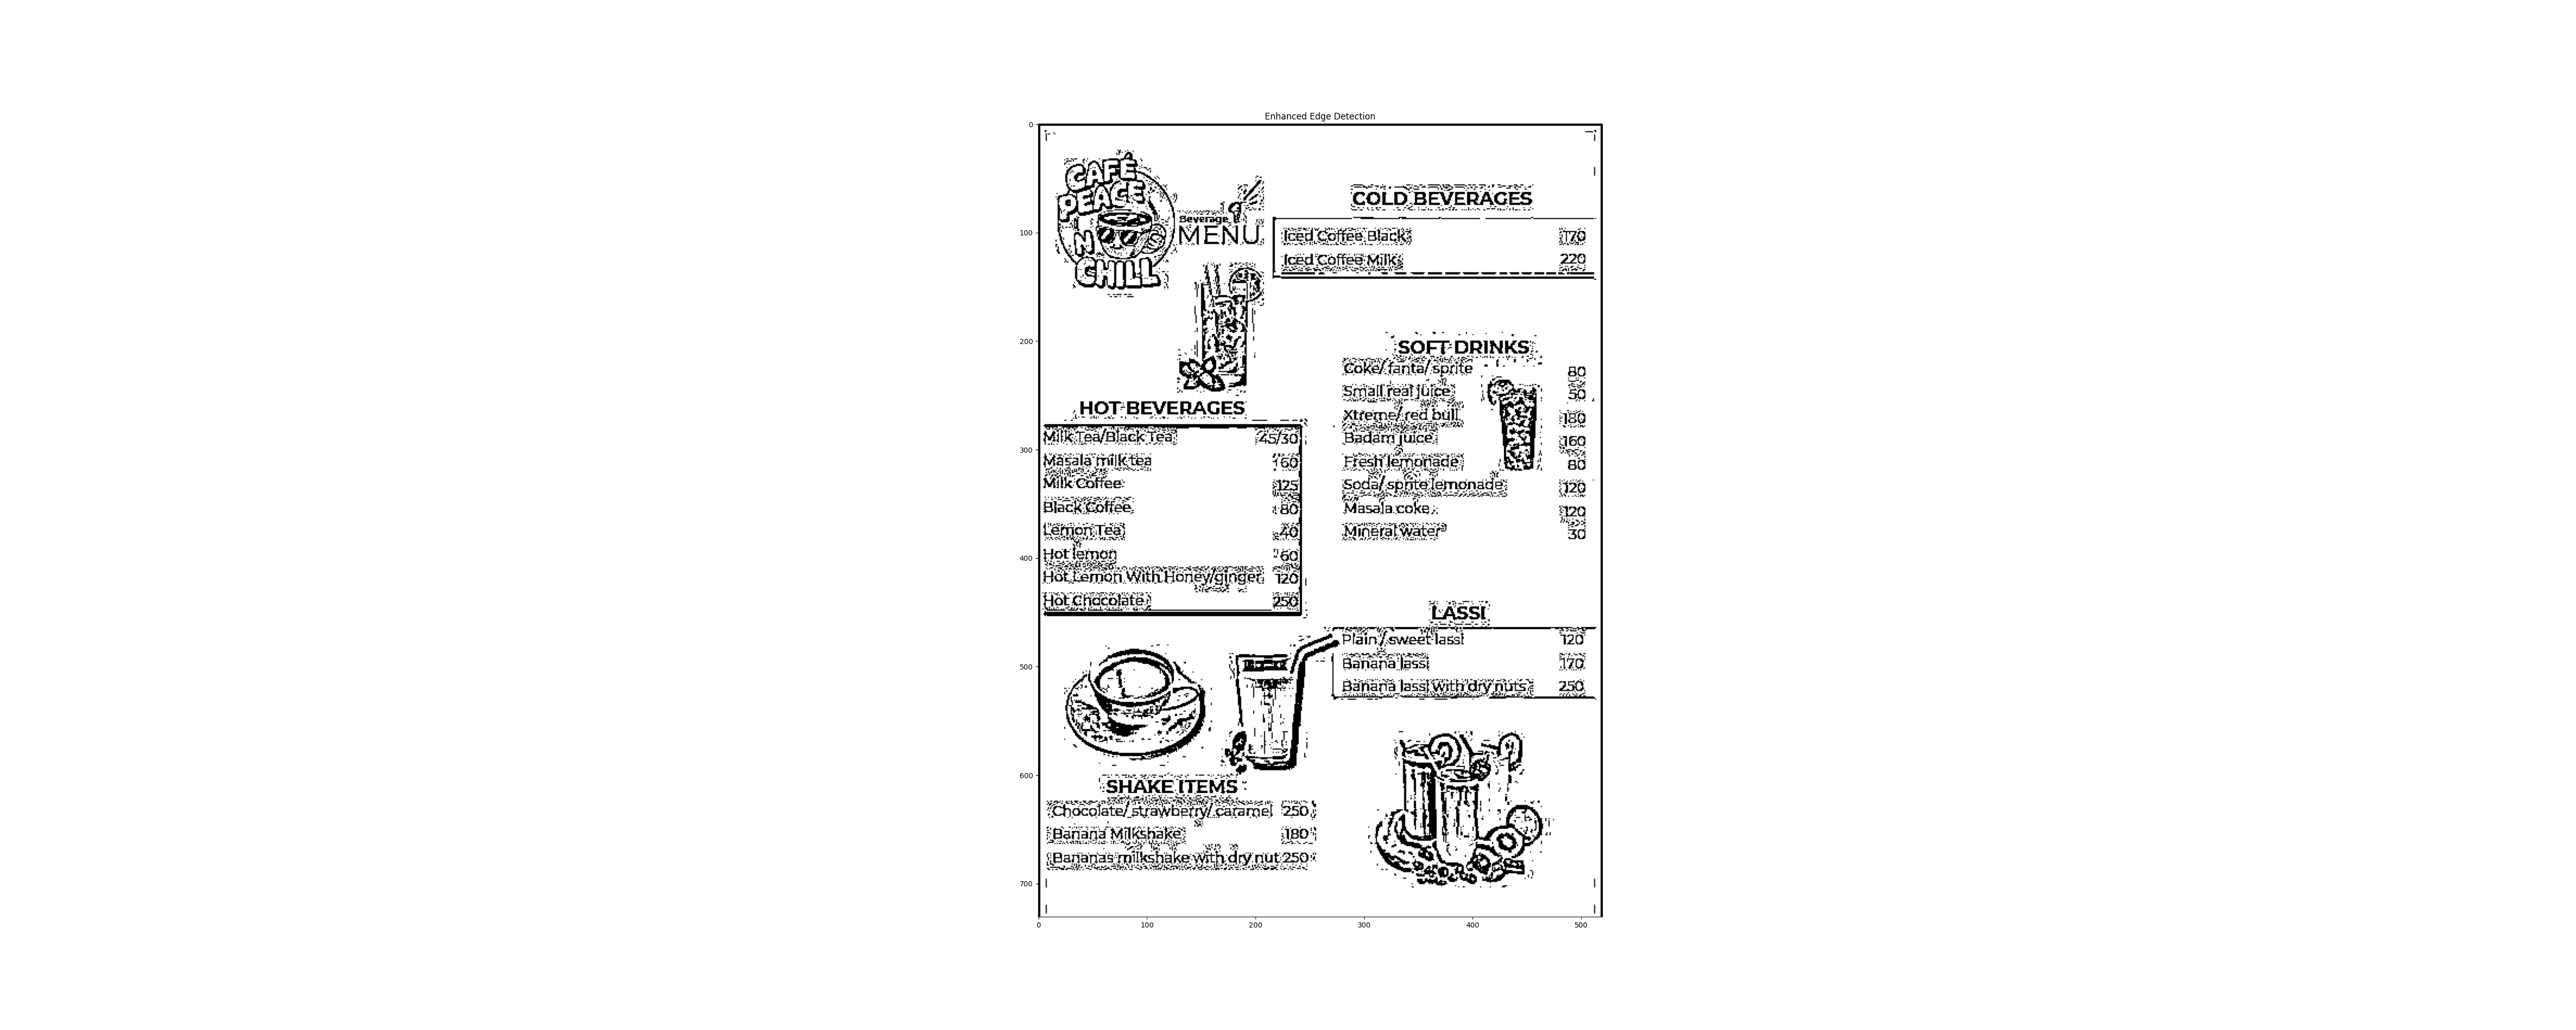 Enhanced Edge Detection
CAFÉ
PEACE
N
CHILL
Beverage
MENU
COLD BEVERAGES
Iced Coffee Black 170
Iced Coffee Milk 220
SOFT DRINKS
Coke/ fanta/ sprite 80
Small real juice 50
Xtreme/ red bull 180
Badam juice 160
Fresh lemonade 80
Soda/ sprite lemonade 120
Masala coke 120
Mineral water 30
HOT BEVERAGES
Milk Tea/Black Tea 45/30
Masala milk tea 60
Milk Coffee 125
Black Coffee 80
Lemon Tea 40
Hot lemon 60
Hot Lemon With Honey/ginger 120
Hot Chocolate 250
LASSI
Plain / sweet lassi 120
Banana lassi 170
Banana lassi with dry nuts 250
SHAKE ITEMS
Chocolate/ strawberry/ caramel 250
Banana Milkshake 180
Bananas milkshake with dry nut 250
0
100
200
300
400
500
600
700
0 100 200 300 400 500